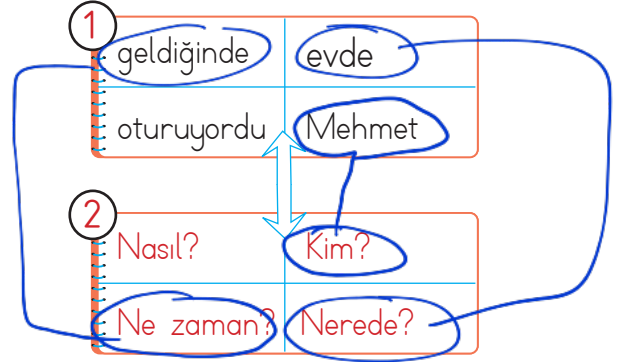 1
geldiğinde evde
oturuyordu Mehmet
2
Nasıl? Kim?
Ne zaman? Nerede?